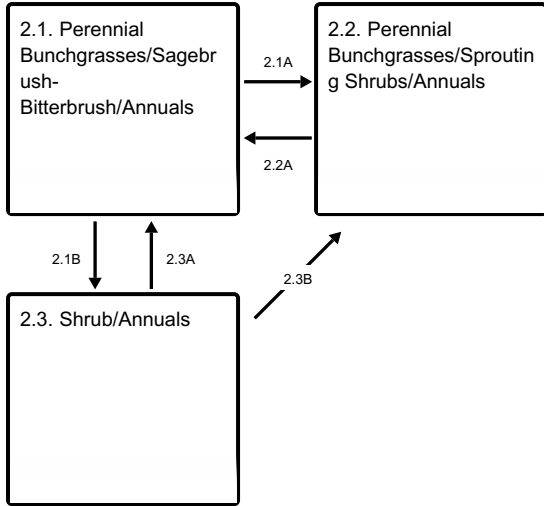 2.1. Perennial
Bunchgrasses/Sagebr
ush-
Bitterbrush/Annuals
2.1A
2.2A
2.2. Perennial
Bunchgrasses/Sproutin
g Shrubs/Annuals
2.1B
2.3A
2.3B
2.3. Shrub/Annuals